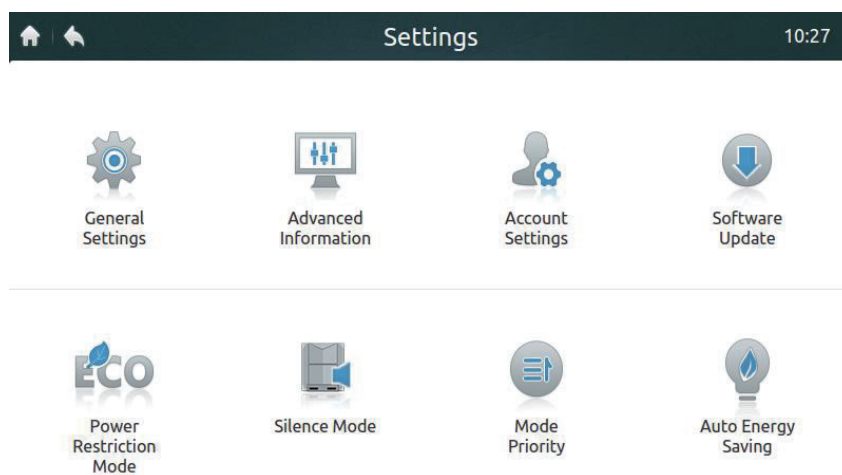 Settings
10:27
General
Settings
Advanced
Information
Account
Settings
Software
Update
ECO
Power
Restriction
Mode
Silence Mode
Mode
Priority
Auto Energy
Saving